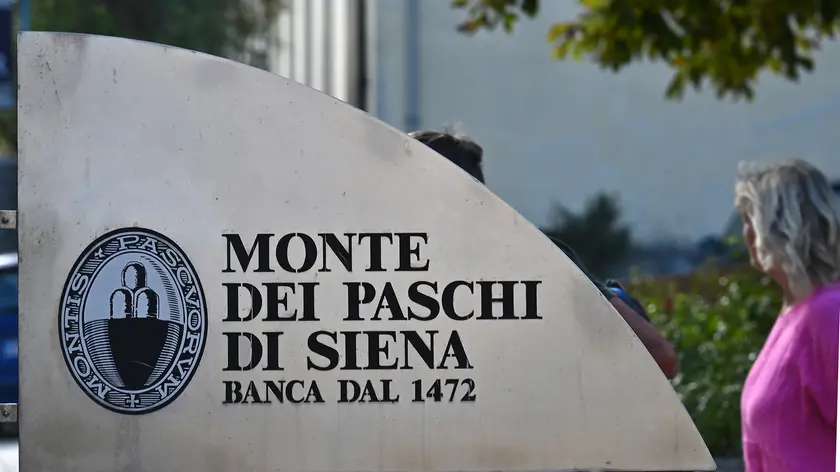 MONTIS PASCVORVM
MONTE
DEI PASCHI
DI SIENA
BANCA DAL 1472